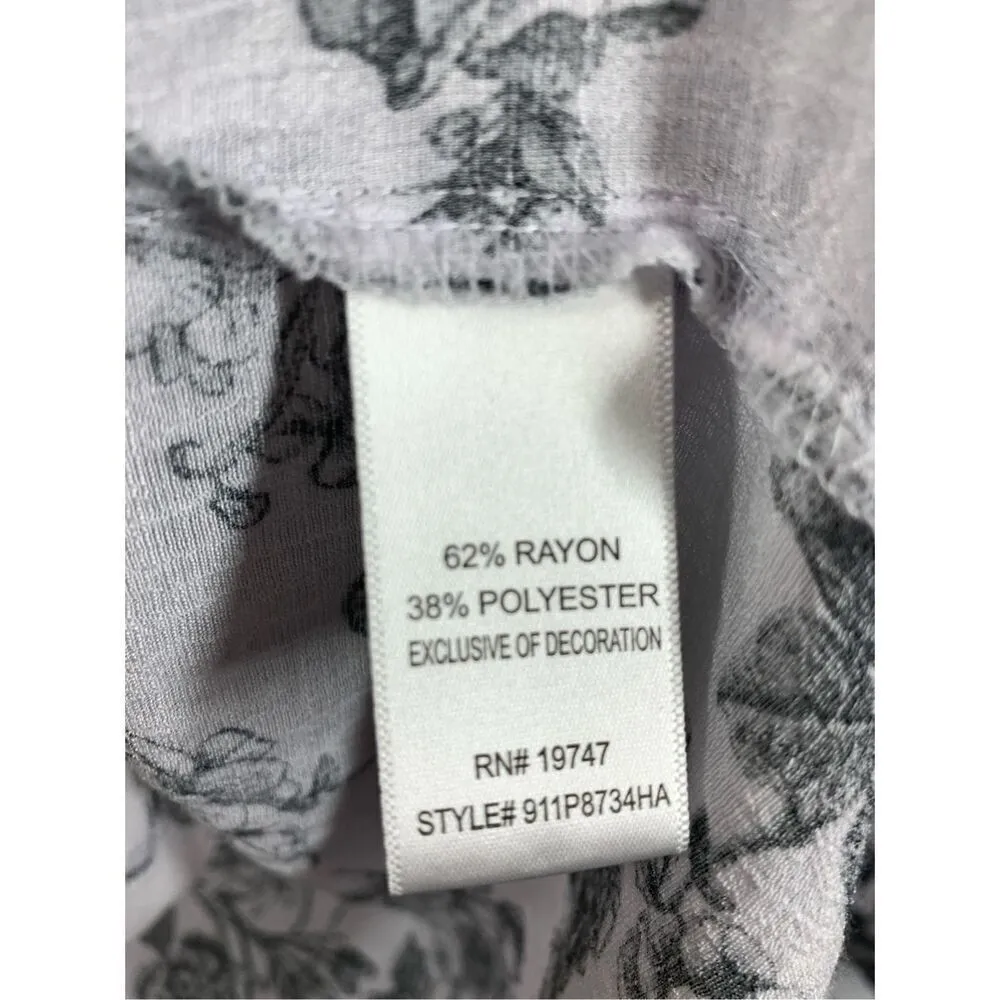 62% RAYON
38% POLYESTER
EXCLUSIVE OF DECORATION
RN# 19747
STYLE# 911P8734HA